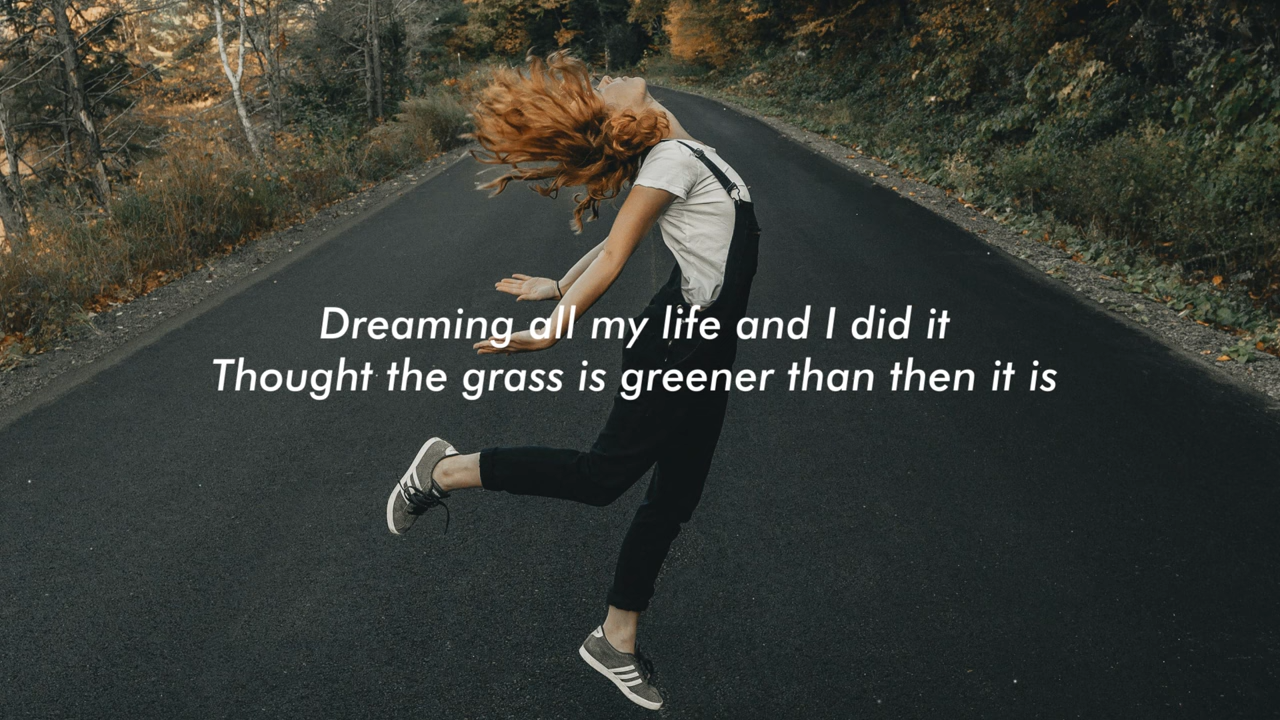 Dreaming all my life and I did it
Thought the grass is greener than then it is